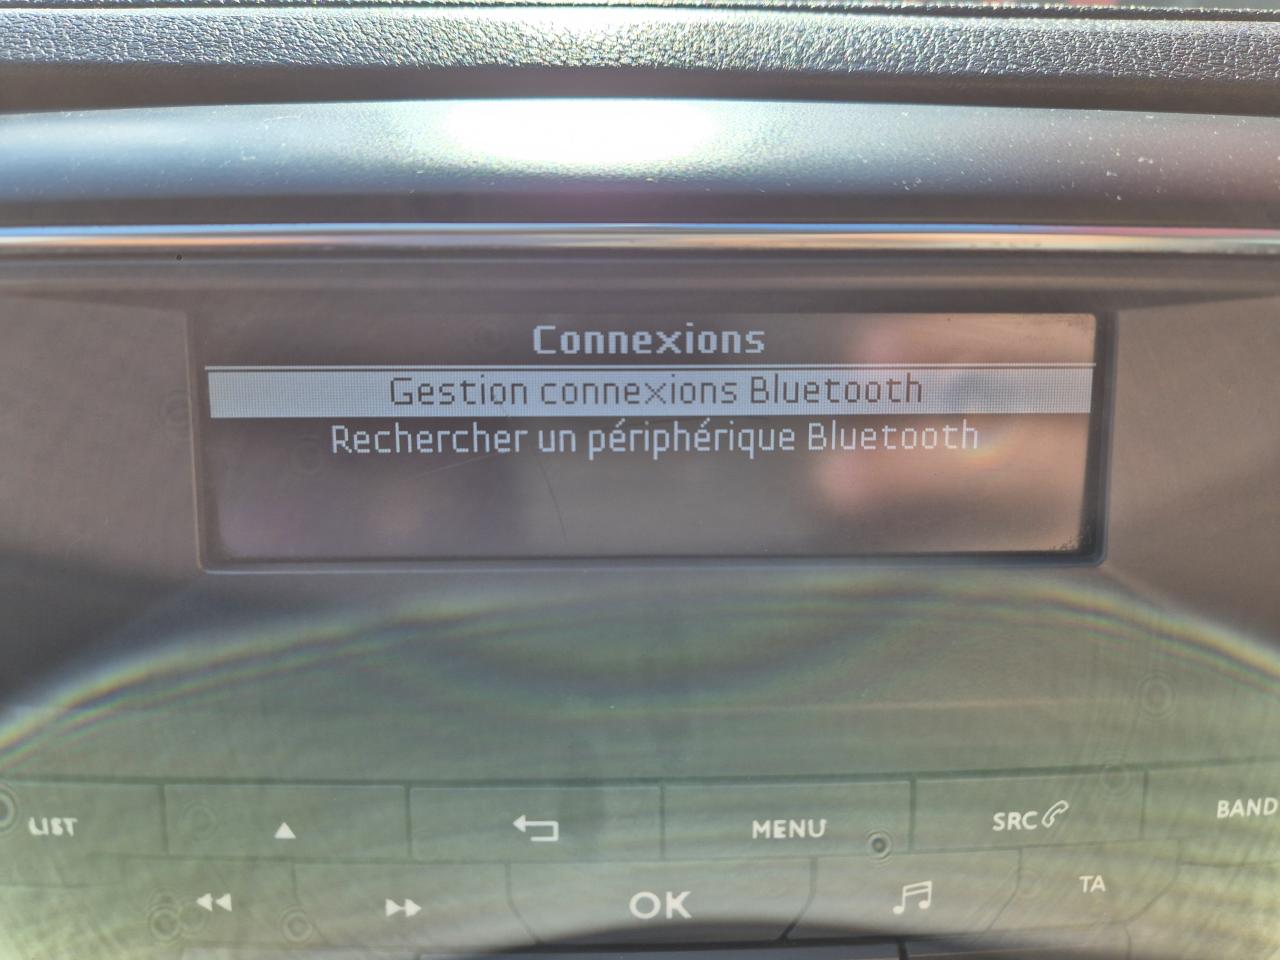 Connexions
Gestion connexions Bluetooth
Rechercher un périphérique Bluetooth
LIST
MENU
SRC
BAND
OK
TA